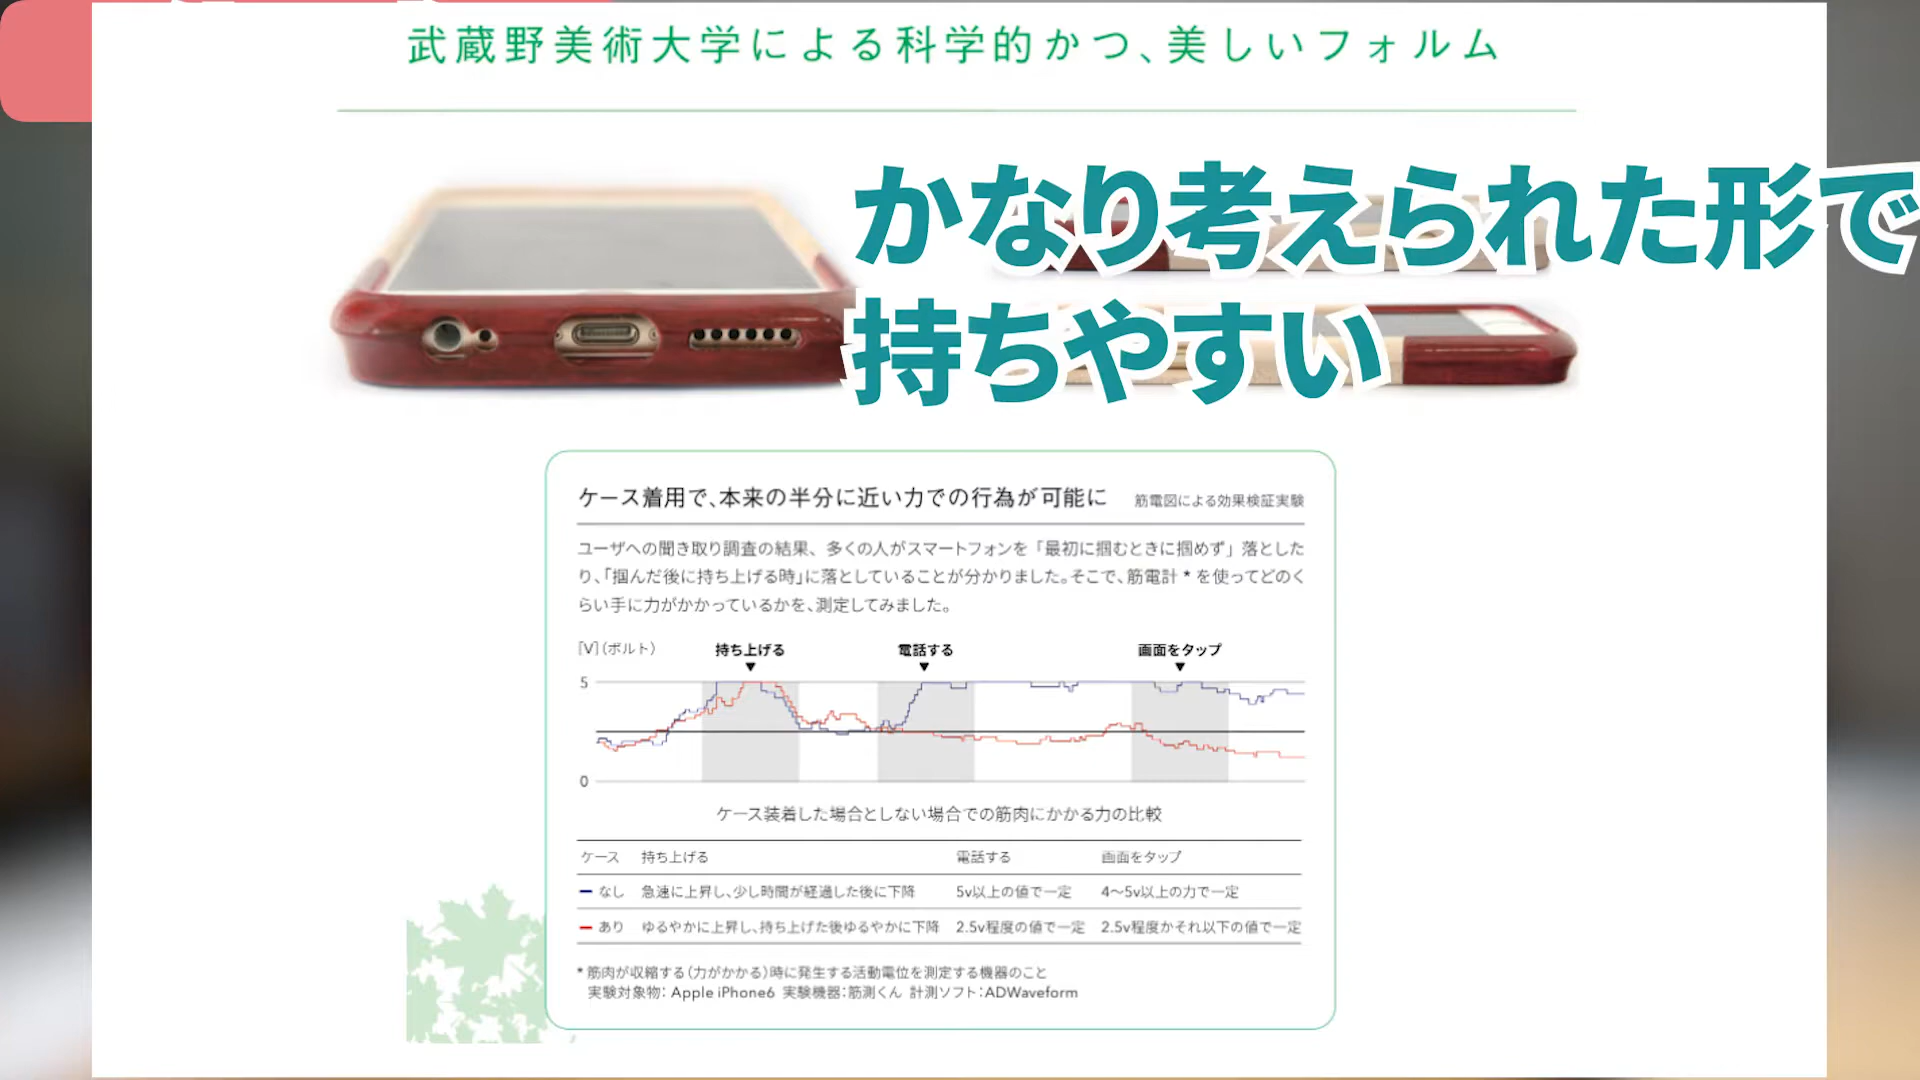 武蔵野美術大学による科学的かつ、美しいフォルム
かなり考えられた形で
持ちやすい
ケース着用で、本来の半分に近い力での行為が可能に 筋電図による効果検証実験
ユーザへの聞き取り調査の結果、多くの人がスマートフォンを「最初に掴むときに掴めず」落とした
り、「掴んだ後に持ち上げる時」に落としていることが分かりました。そこで、筋電計*を使ってどのく
らい手に力がかかっているかを、測定してみました。
[V](ボルト) 持ち上げる 電話する 画面をタップ
▼ ▼ ▼
5
0
ケース装着した場合としない場合での筋肉にかかる力の比較
ケース 持ち上げる 電話する 画面をタップ
なし 急速に上昇し、少し時間が経過した後に下降 5v以上の値で一定 4〜5v以上の力で一定
あり ゆるやかに上昇し、持ち上げた後ゆるやかに下降 2.5v程度の値で一定 2.5v程度かそれ以下の値で一定
*筋肉が収縮する(力がかかる)時に発生する活動電位を測定する機器のこと
実験対象物: Apple iPhone6 実験機器:筋測くん 計測ソフト:ADWaveform